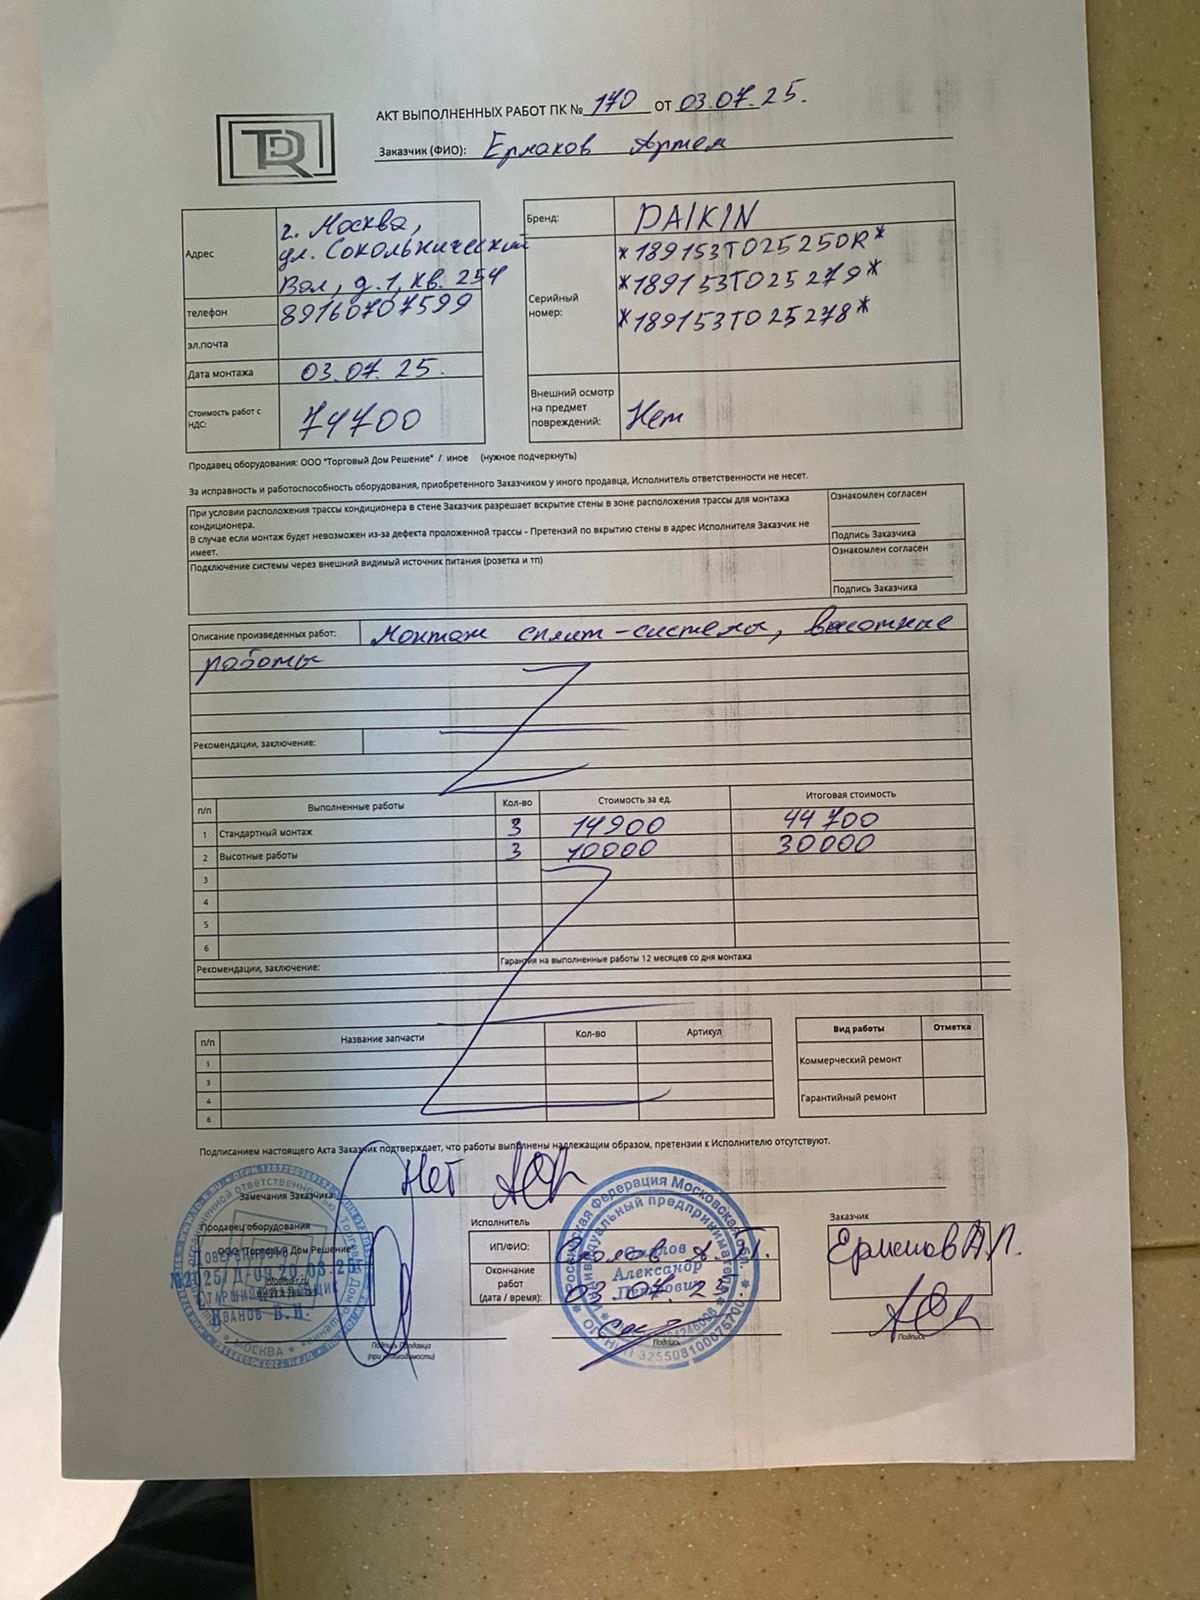 TDR
АКТ ВЫПОЛНЕННЫХ РАБОТ ПК № 170 ОТ 03.07.25.
Заказчик (ФИО): Ермаков Артем
Адрес
г. Москва,
ул. Сокольнический
Вал, д.1, кв. 254
телефон 89160707599
эл.почта
Дата монтажа 03.07.25.
Стоимость работ с НДС: 74700
Бренд: DAIKIN
Серийный номер:
*189153T025250R*
*189153T025279*
*189153T025278*
Внешний осмотр
на предмет
повреждений: Нет
Продавец оборудования: ООО "Торговый Дом Решение" / иное (нужное подчеркнуть)
За исправность и работоспособность оборудования, приобретенного Заказчиком у иного продавца, Исполнитель ответственности не несет.
При условии расположения трассы кондиционера в стене Заказчик разрешает вскрытие стены в зоне расположения трассы для монтажа
кондиционера.
В случае если монтаж будет невозможен из-за дефекта проложенной трассы - Претензий по вкрытию стены в адрес Исполнителя Заказчик не
имеет.
Ознакомлен согласен
Подпись Заказчика
Подключение системы через внешний видимый источник питания (розетка и тп)
Ознакомлен согласен
Подпись Заказчика
Описание произведенных работ: Монтаж сплит-системы, высотные
работы
Рекомендации, заключение:
п/п Выполненные работы Кол-во Стоимость за ед. Итоговая стоимость
1 Стандартный монтаж 3 14900 44700
2 Высотные работы 3 10000 30000
3
4
5
6
Рекомендации, заключение: Гарантия на выполненные работы 12 месяцев со дня монтажа
п/п Название запчасти Кол-во Артикул
1
3
4
6
Вид работы Отметка
Коммерческий ремонт
Гарантийный ремонт
Подписанием настоящего Акта Заказчик подтверждает, что работы выполнены надлежащим образом, претензии к Исполнителю отсутствуют.
Замечания Заказчика: Нет
Продавец оборудования
ООО "Торговый Дом Решение"
Иванов В.И.
МОСКВА
Подпись Продавца
(при необходимости)
Исполнитель
ИП/ФИО:
Окончание
работ
(дата / время): 03.07.25
Российская Федерация Московская обл.
Индивидуальный предприниматель
Александр
Петрович
Подпись
Заказчик
Подпись